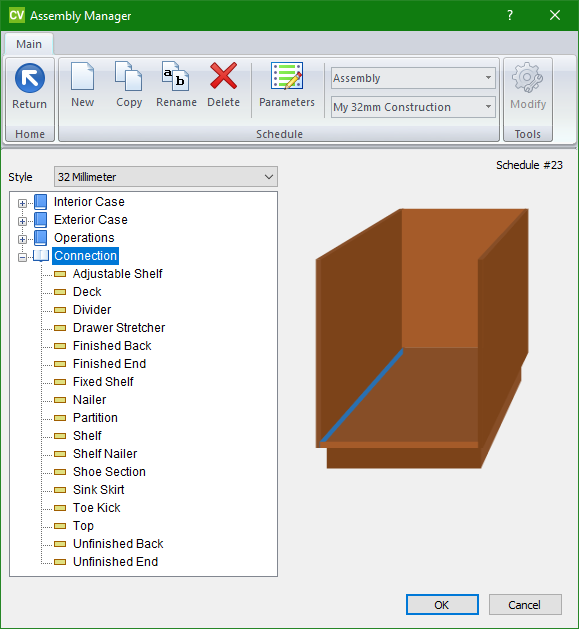 CV Assembly Manager ?
Main
Return
New
Copy
Rename
Delete
Parameters
Assembly
My 32mm Construction
Modify
Home
Schedule
Tools
Schedule #23
Style 32 Millimeter
Interior Case
Exterior Case
Operations
Connection
Adjustable Shelf
Deck
Divider
Drawer Stretcher
Finished Back
Finished End
Fixed Shelf
Nailer
Partition
Shelf
Shelf Nailer
Shoe Section
Sink Skirt
Toe Kick
Top
Unfinished Back
Unfinished End
OK
Cancel